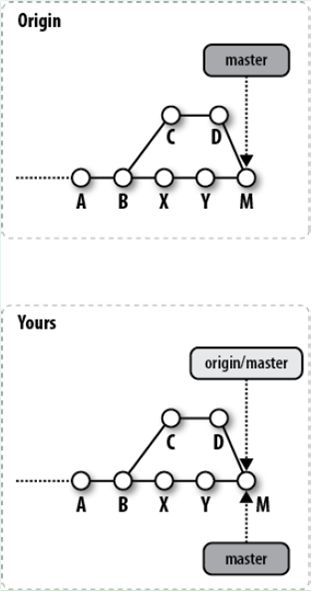 Origin
master
C D
A B X Y M
Yours
origin/master
C D
A B X Y M
master